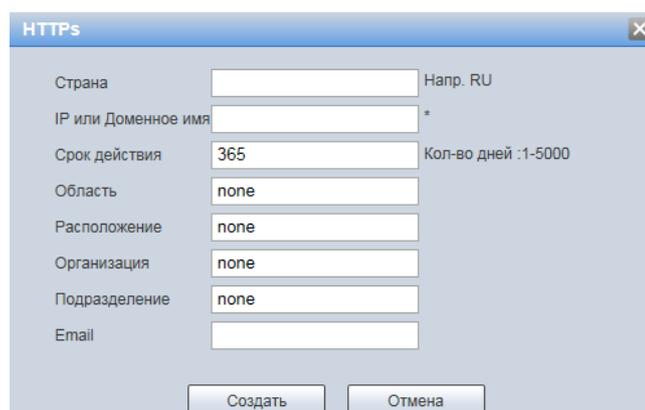 HTTPs
Страна Напр. RU
IP или Доменное имя *
Срок действия 365 Кол-во дней :1-5000
Область none
Расположение none
Организация none
Подразделение none
Email
Создать Отмена